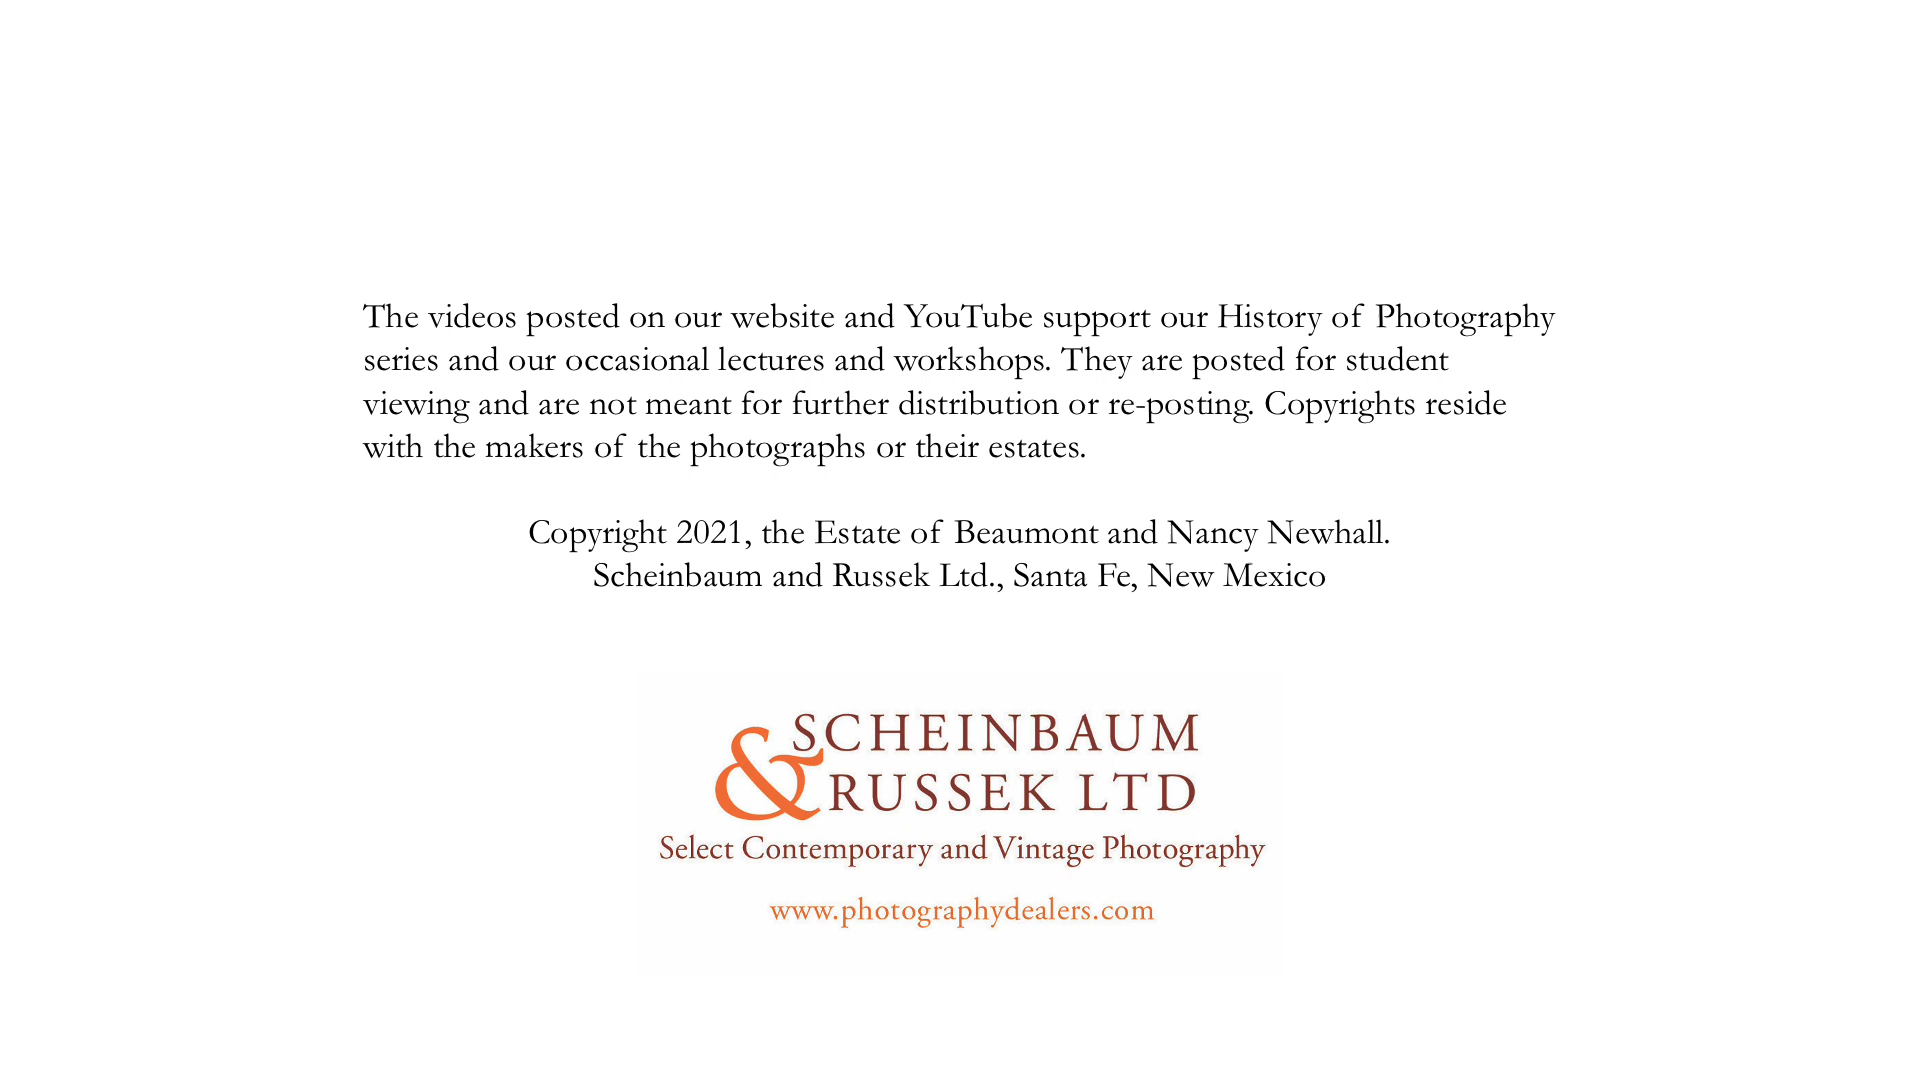 The videos posted on our website and YouTube support our History of Photography
series and our occasional lectures and workshops. They are posted for student
viewing and are not meant for further distribution or re-posting. Copyrights reside
with the makers of the photographs or their estates.
Copyright 2021, the Estate of Beaumont and Nancy Newhall.
Scheinbaum and Russek Ltd., Santa Fe, New Mexico
SCHEINBAUM
& RUSSEK LTD
Select Contemporary and Vintage Photography
www.photographydealers.com